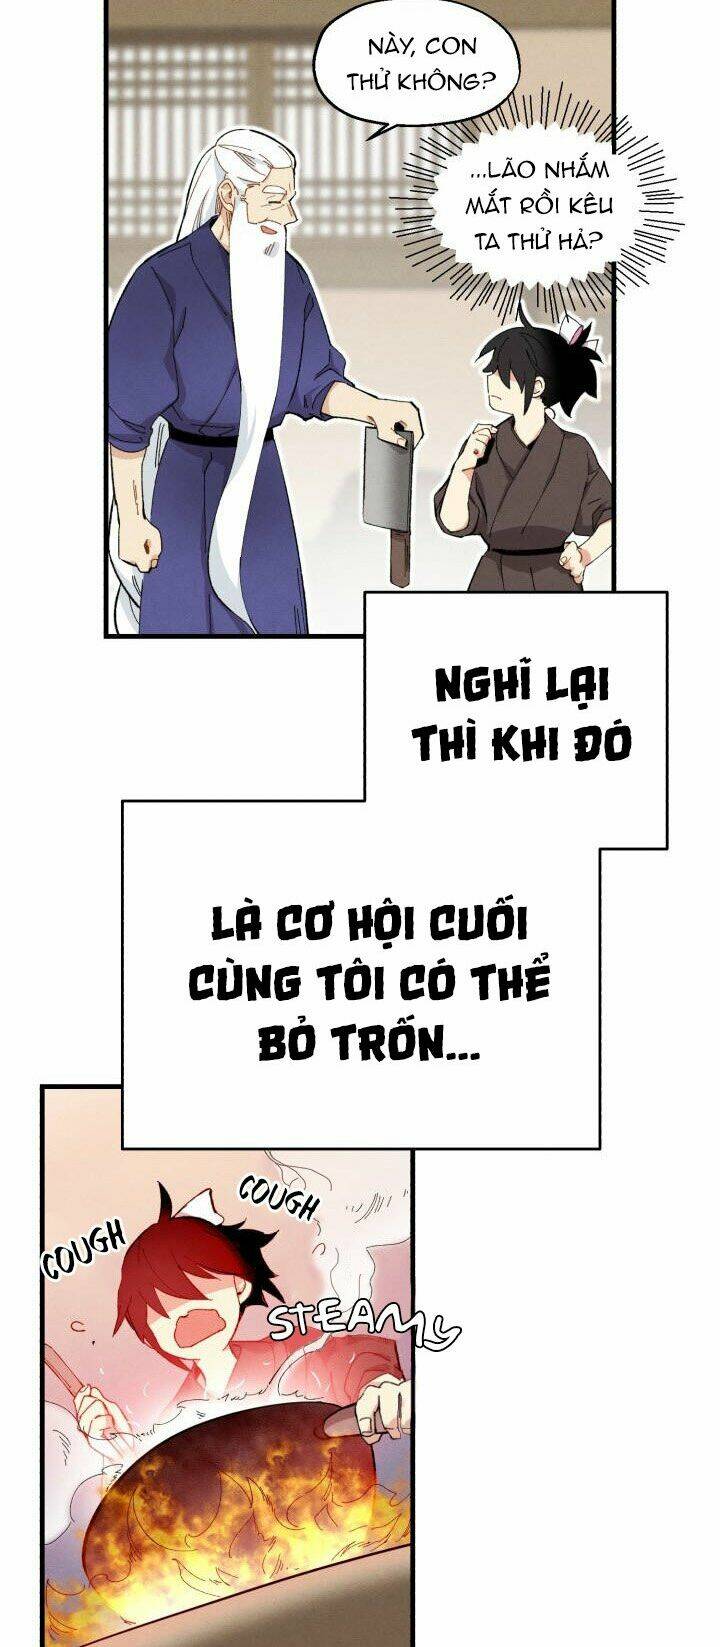 NÀY, CON
THỬ KHÔNG?
...LÃO NHẮM
MẮT RỒI KÊU
TA THỬ HẢ?
NGHĨ LẠI
THÌ KHI ĐÓ
LÀ CƠ HỘI CUỐI
CÙNG TÔI CÓ THỂ
BỎ TRỐN...
COUGH
COUGH
STEAMY